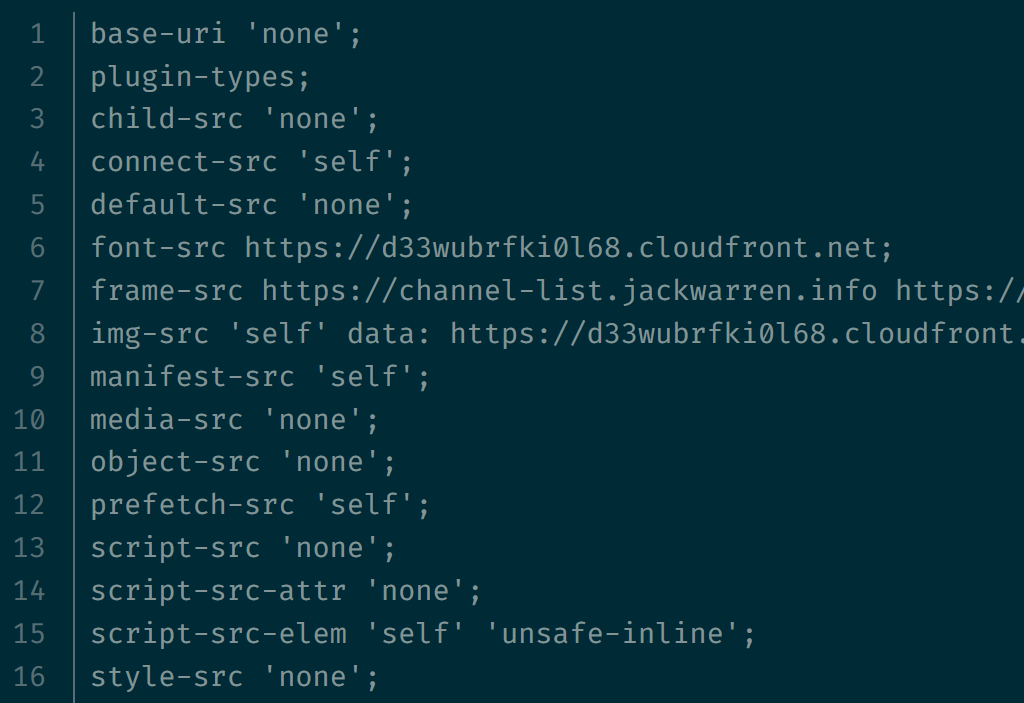 1 base-uri 'none';
2 plugin-types;
3 child-src 'none';
4 connect-src 'self';
5 default-src 'none';
6 font-src https://d33wubrfki0l68.cloudfront.net;
7 frame-src https://channel-list.jackwarren.info https://
8 img-src 'self' data: https://d33wubrfki0l68.cloudfront.
9 manifest-src 'self';
10 media-src 'none';
11 object-src 'none';
12 prefetch-src 'self';
13 script-src 'none';
14 script-src-attr 'none';
15 script-src-elem 'self' 'unsafe-inline';
16 style-src 'none';